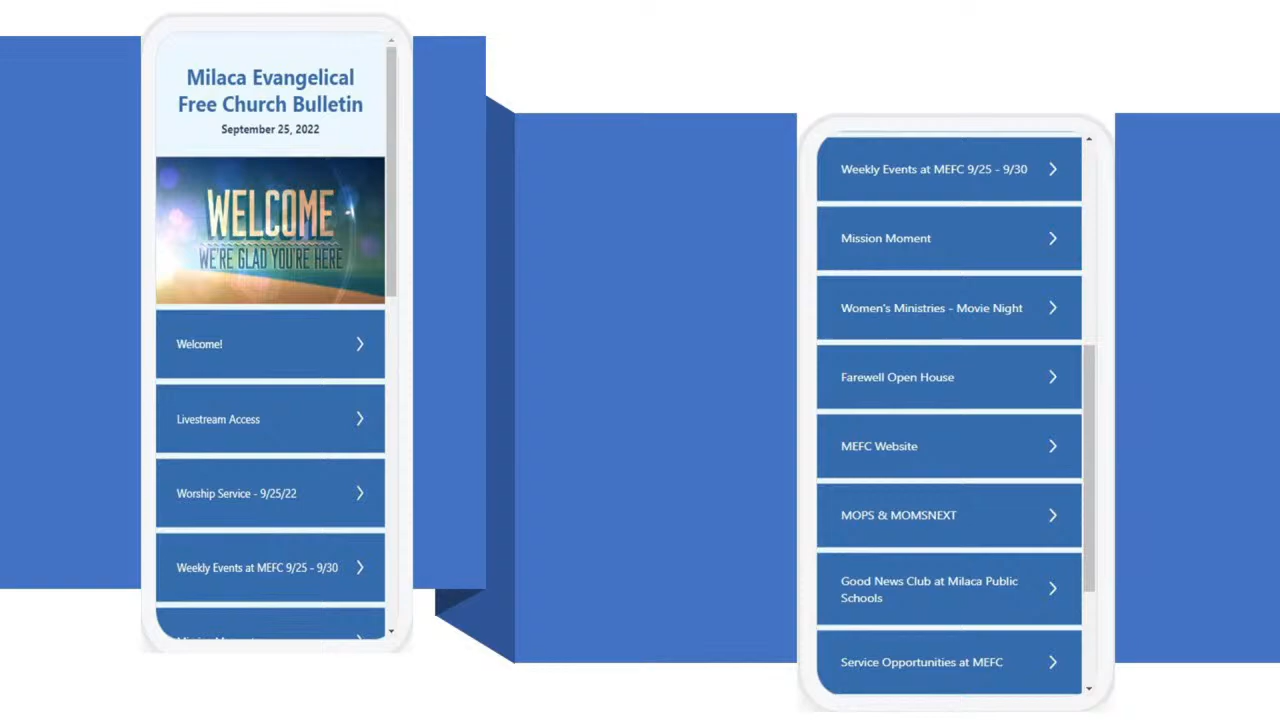 Milaca Evangelical
Free Church Bulletin
September 25, 2022
WELCOME
WE'RE GLAD YOU'RE HERE
Welcome!
Livestream Access
Worship Service - 9/25/22
Weekly Events at MEFC 9/25 - 9/30
Weekly Events at MEFC 9/25 - 9/30
Mission Moment
Women's Ministries - Movie Night
Farewell Open House
MEFC Website
MOPS & MOMSNEXT
Good News Club at Milaca Public
Schools
Service Opportunities at MEFC